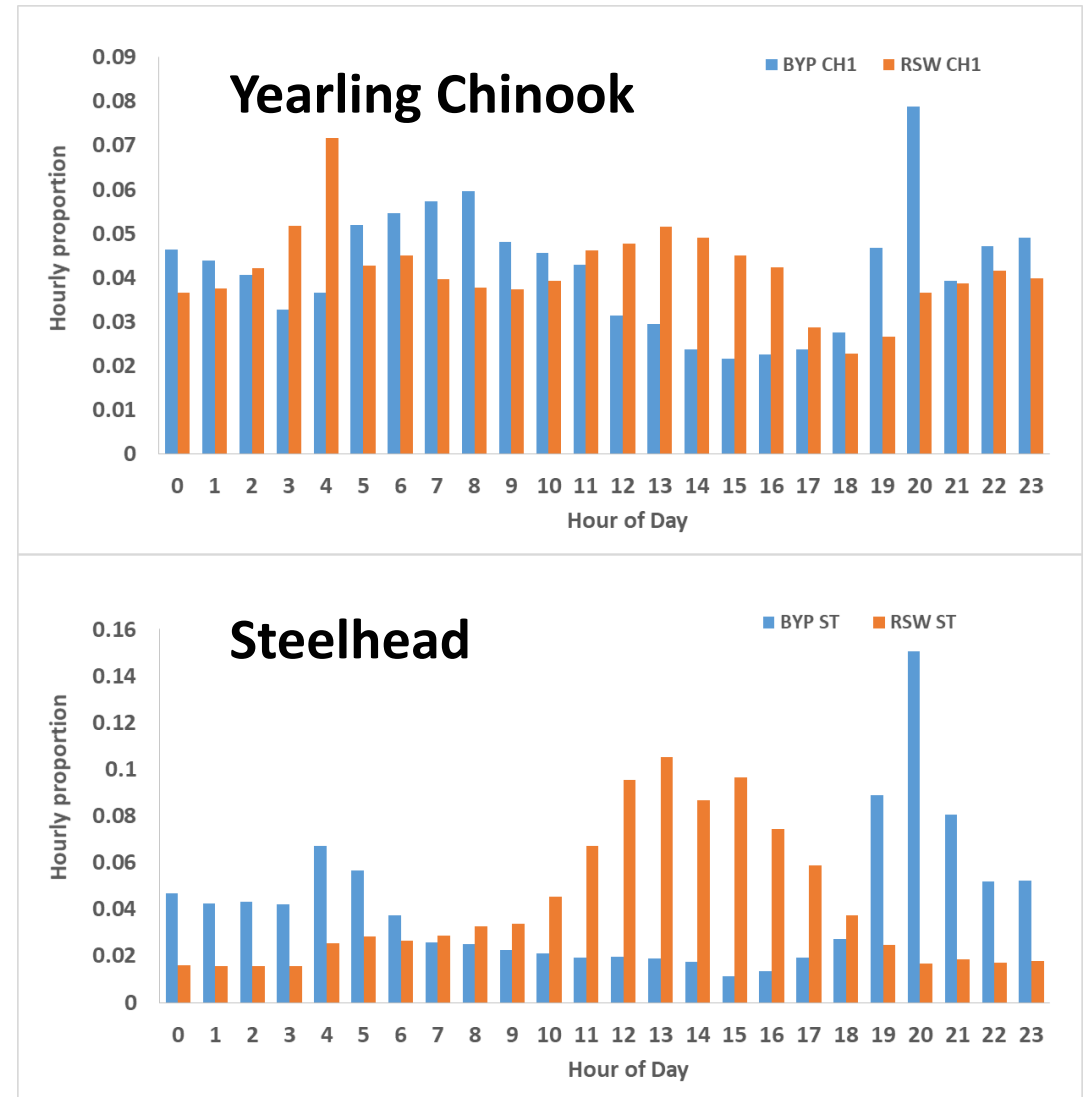 Yearling Chinook
BYP CH1 RSW CH1
Hourly proportion
0.09
0.08
0.07
0.06
0.05
0.04
0.03
0.02
0.01
0
0 1 2 3 4 5 6 7 8 9 10 11 12 13 14 15 16 17 18 19 20 21 22 23
Hour of Day
Steelhead
BYP ST RSW ST
Hourly proportion
0.16
0.14
0.12
0.1
0.08
0.06
0.04
0.02
0
0 1 2 3 4 5 6 7 8 9 10 11 12 13 14 15 16 17 18 19 20 21 22 23
Hour of Day